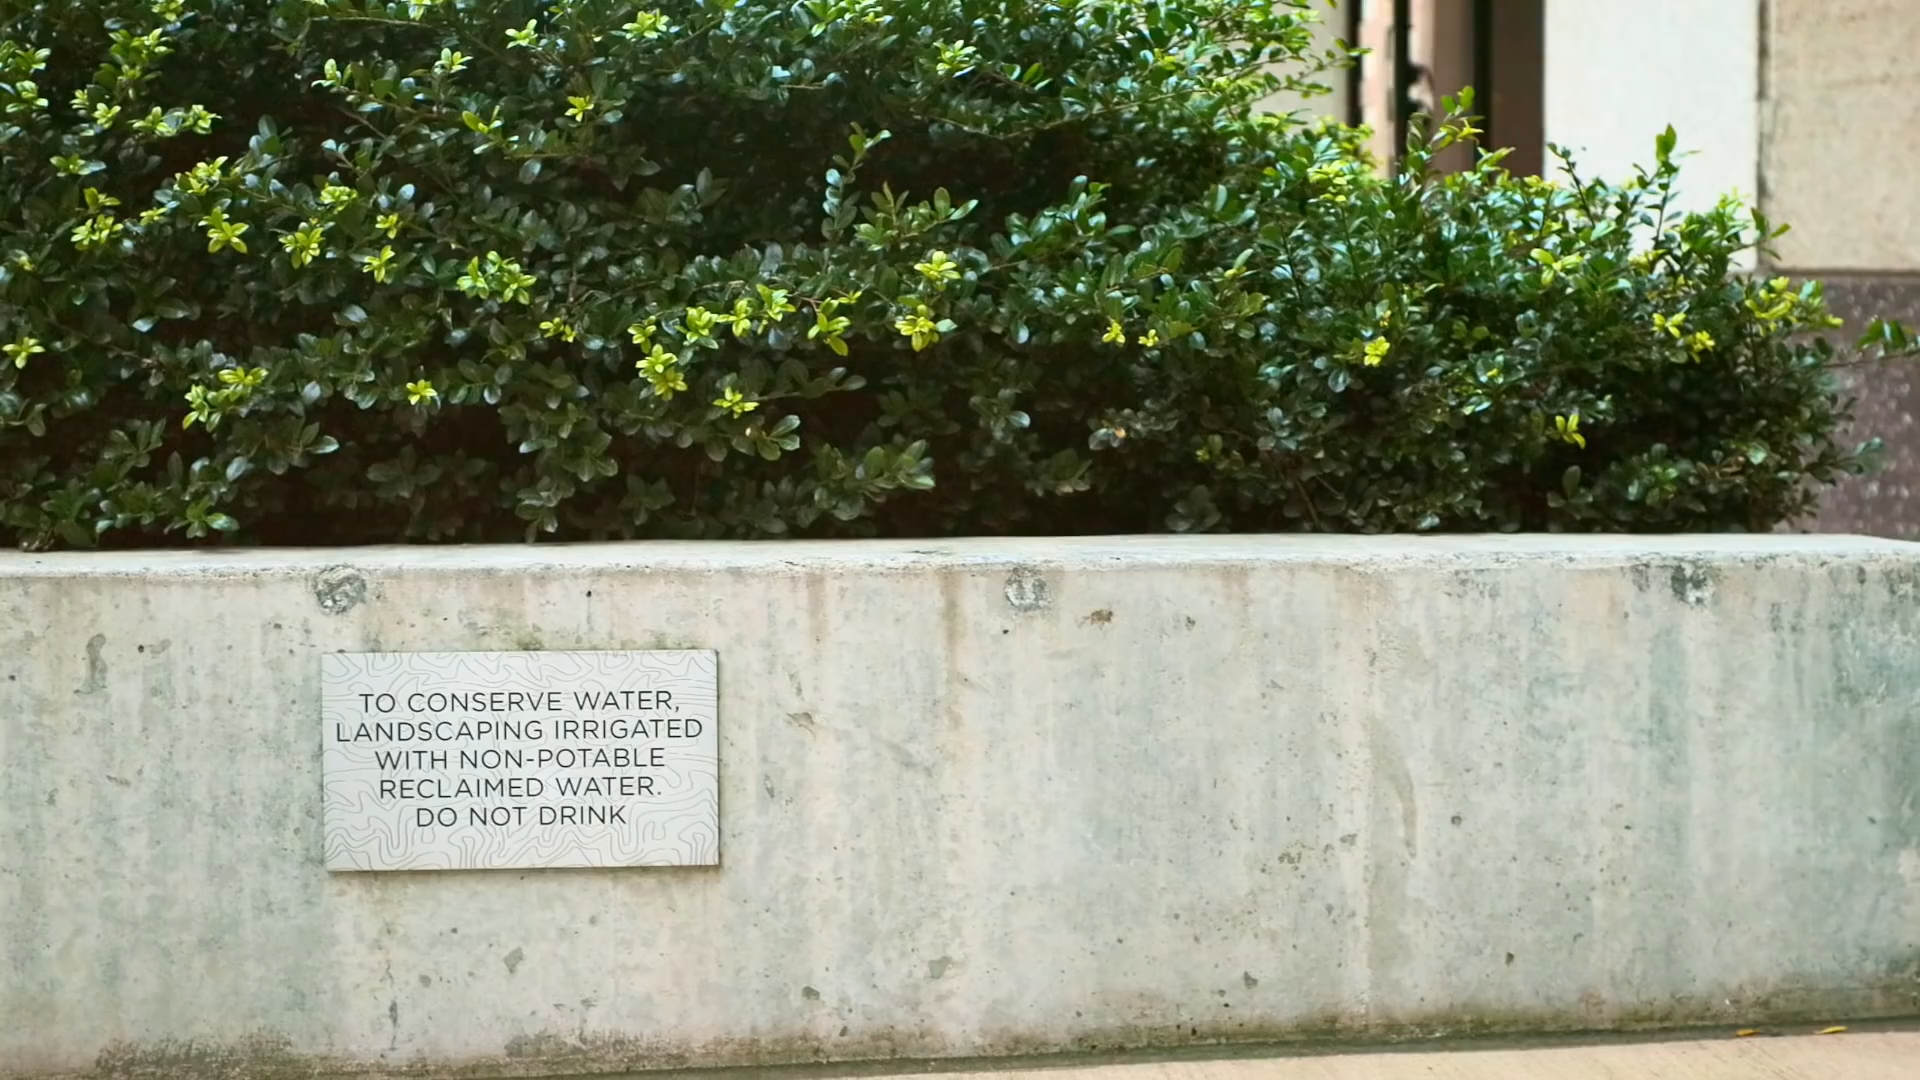 TO CONSERVE WATER,
LANDSCAPING IRRIGATED
WITH NON-POTABLE
RECLAIMED WATER.
DO NOT DRINK